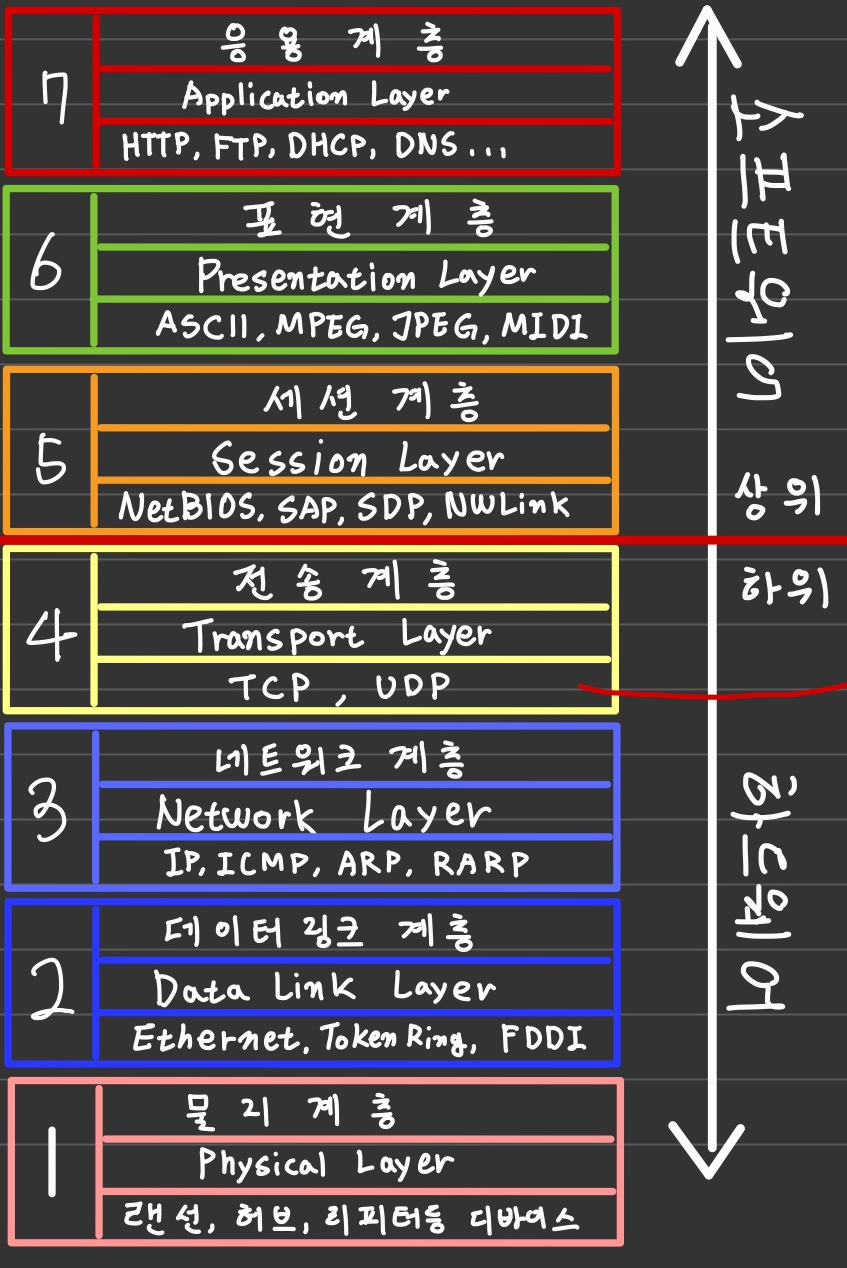 7
응용 계층
Application Layer
HTTP, FTP, DHCP, DNS...
6
표현 계층
Presentation Layer
ASCII, MPEG, JPEG, MIDI
5
세션 계층
Session Layer
NetBIOS, SAP, SDP, NWLink
4
전송 계층
Transport Layer
TCP, UDP
3
네트워크 계층
Network Layer
IP, ICMP, ARP, RARP
2
데이터링크 계층
Data Link Layer
Ethernet, Token Ring, FDDI
1
물리 계층
Physical Layer
랜선, 허브, 리피터등 디바이스
소프트웨어
상위
하위
하드웨어